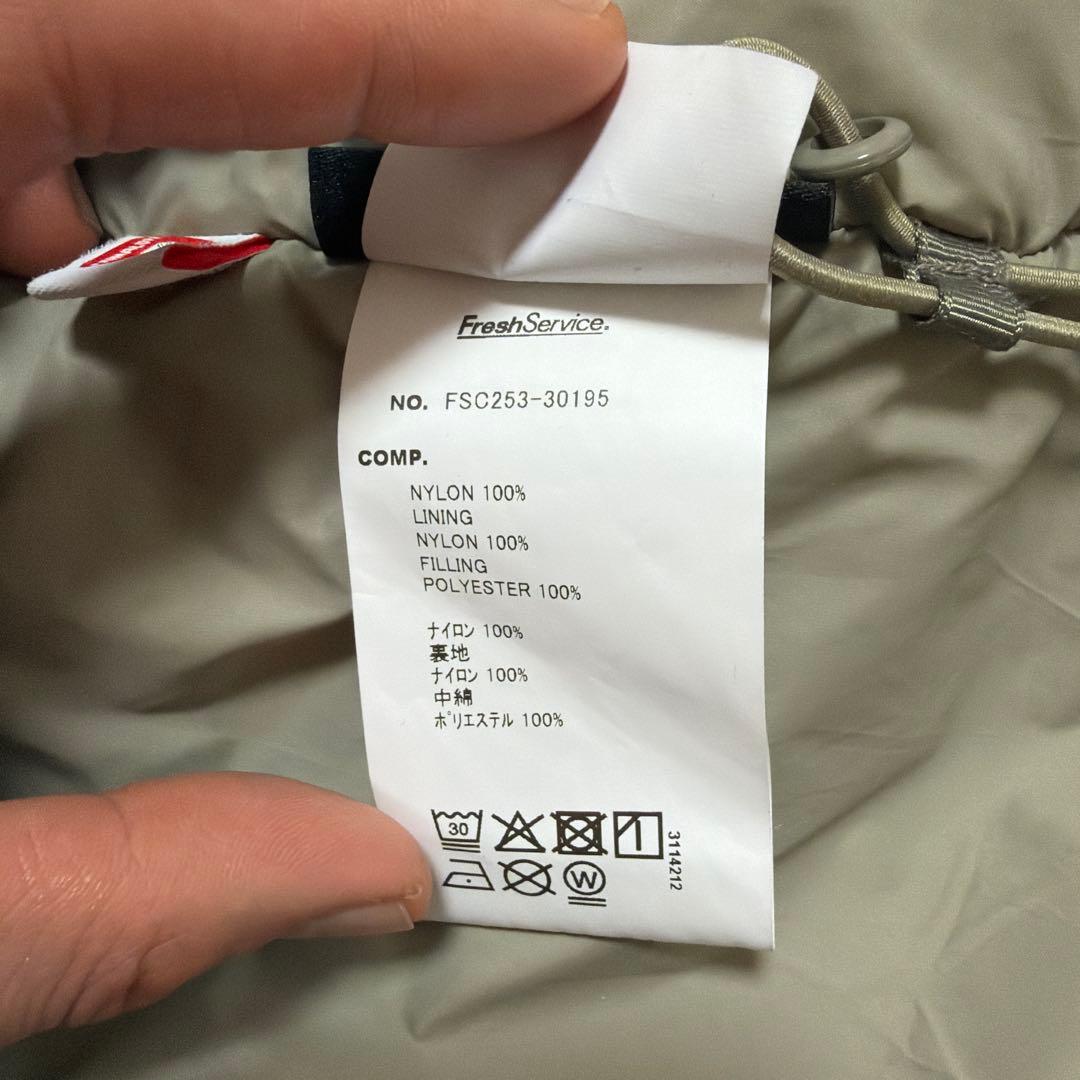 FreshService®
NO. FSC253-30195
COMP.
NYLON 100%
LINING
NYLON 100%
FILLING
POLYESTER 100%
ﾅｲﾛﾝ 100%
裏地
ﾅｲﾛﾝ 100%
中綿
ﾎﾟﾘｴｽﾃﾙ 100%
30
W
3114212